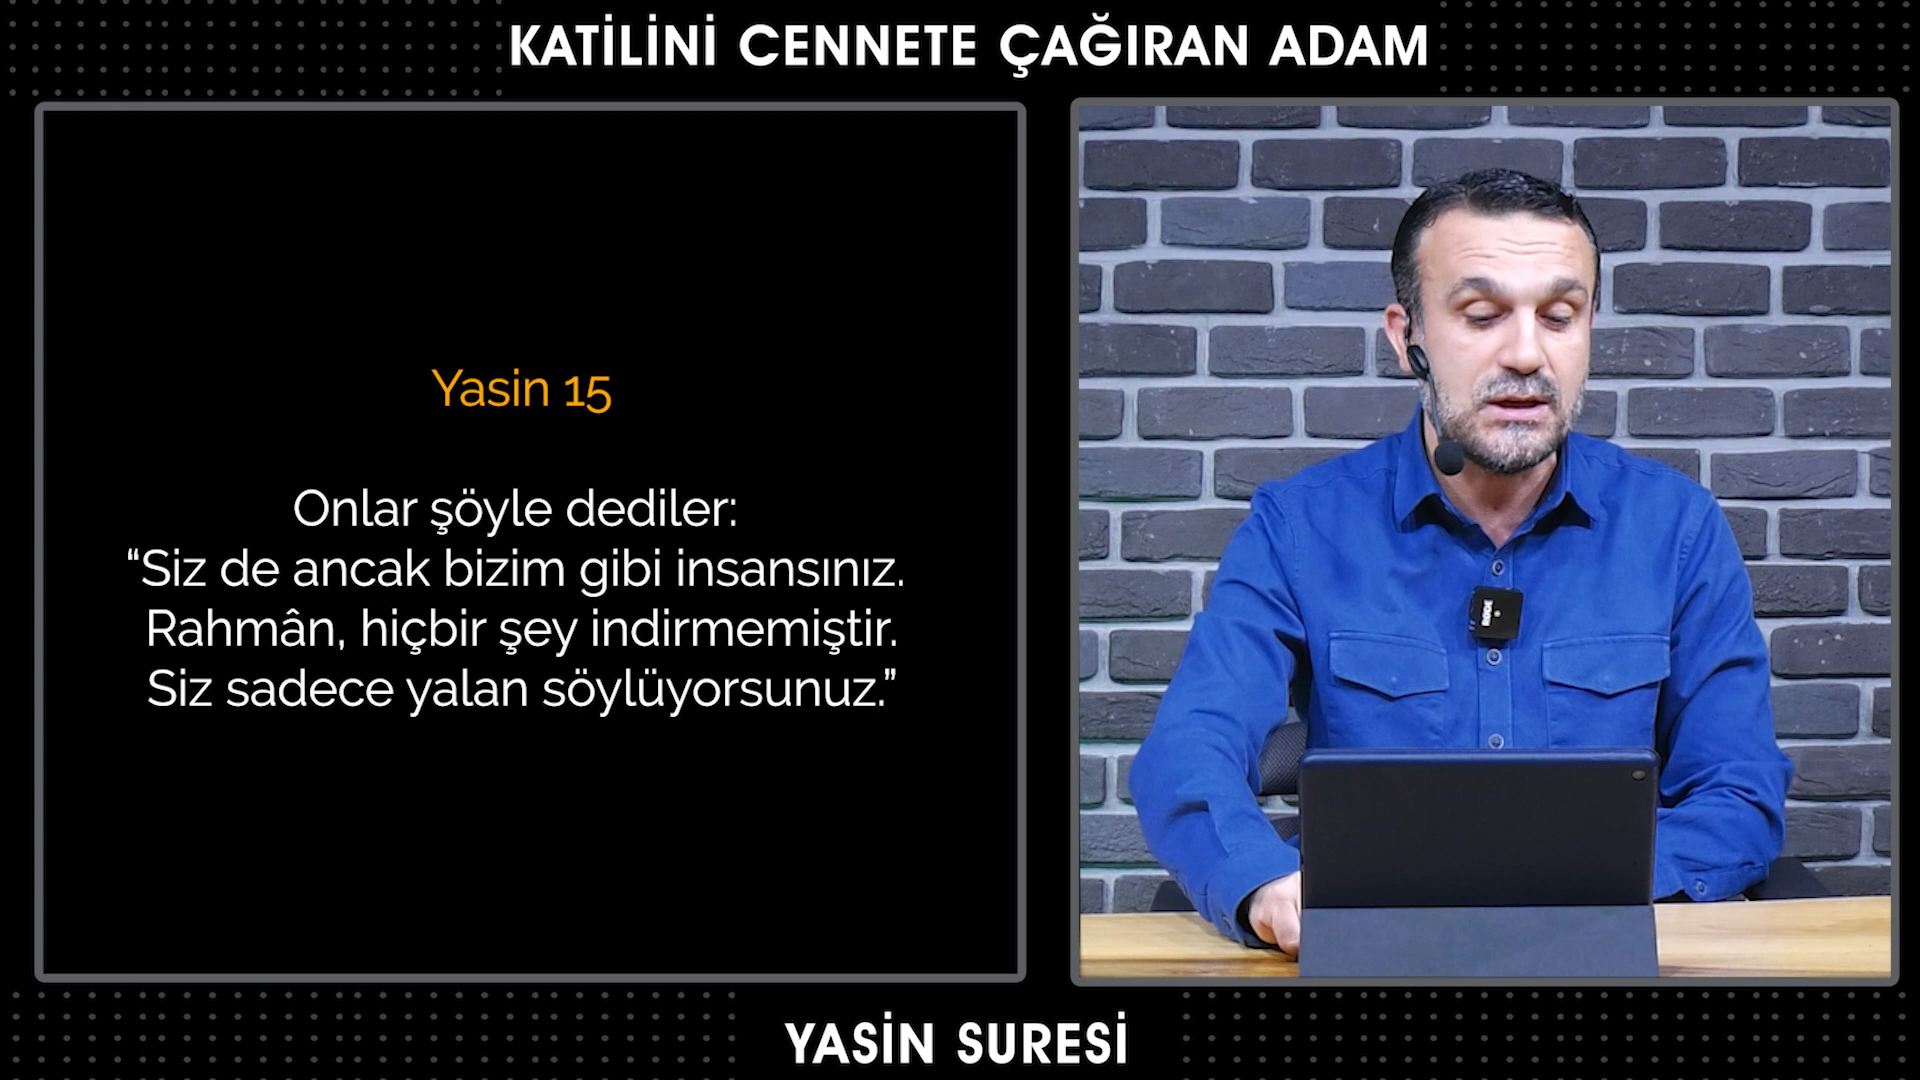 KATİLİNİ CENNETE ÇAĞIRAN ADAM
Yasin 15
Onlar şöyle dediler:
“Siz de ancak bizim gibi insansınız.
Rahmân, hiçbir şey indirmemiştir.
Siz sadece yalan söylüyorsunuz.”
RODE
YASİN SURESİ